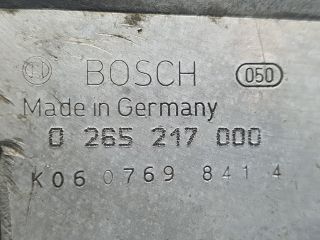 BOSCH 050
Made in Germany
0 265 217 000
K06 0769 841 4